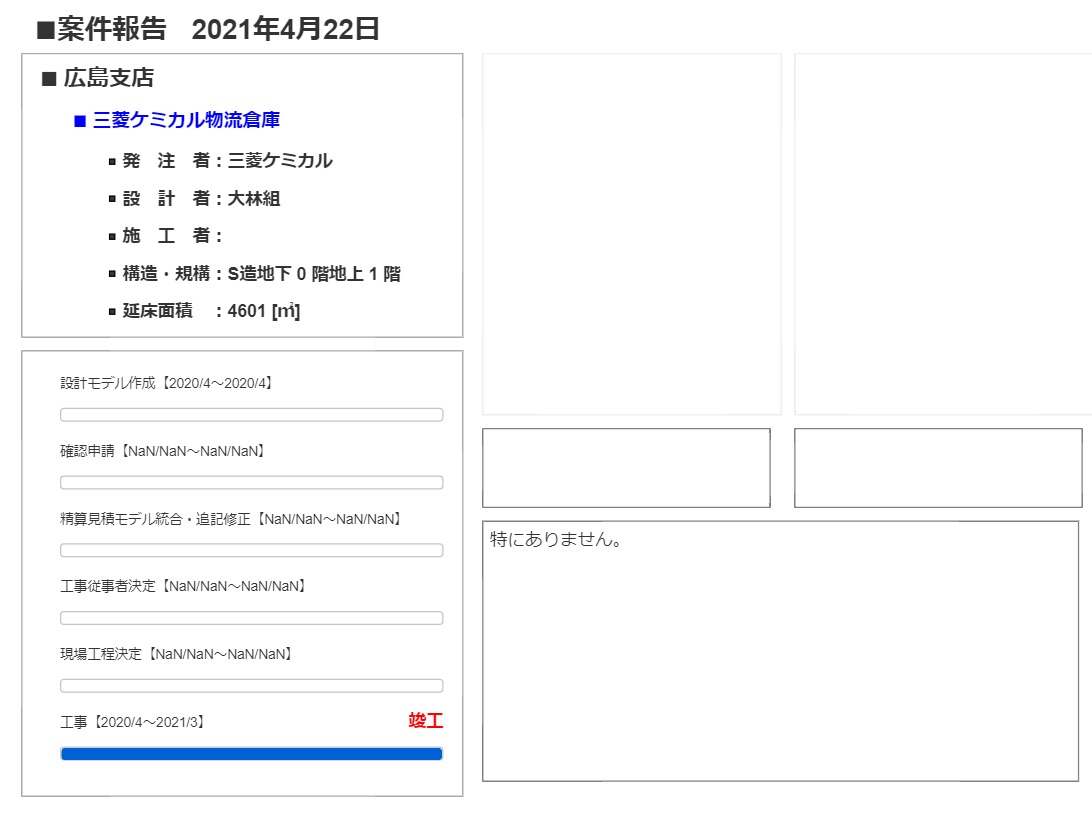 ■案件報告 2021年4月22日
■ 広島支店
■ 三菱ケミカル物流倉庫
▪ 発　注　者：三菱ケミカル
▪ 設　計　者：大林組
▪ 施　工　者：
▪ 構造・規構：S造地下 0 階地上 1 階
▪ 延床面積　：4601 [㎡]
設計モデル作成【2020/4～2020/4】
確認申請【NaN/NaN～NaN/NaN】
精算見積モデル統合・追記修正【NaN/NaN～NaN/NaN】
工事従事者決定【NaN/NaN～NaN/NaN】
現場工程決定【NaN/NaN～NaN/NaN】
工事【2020/4～2021/3】 竣工
特にありません。